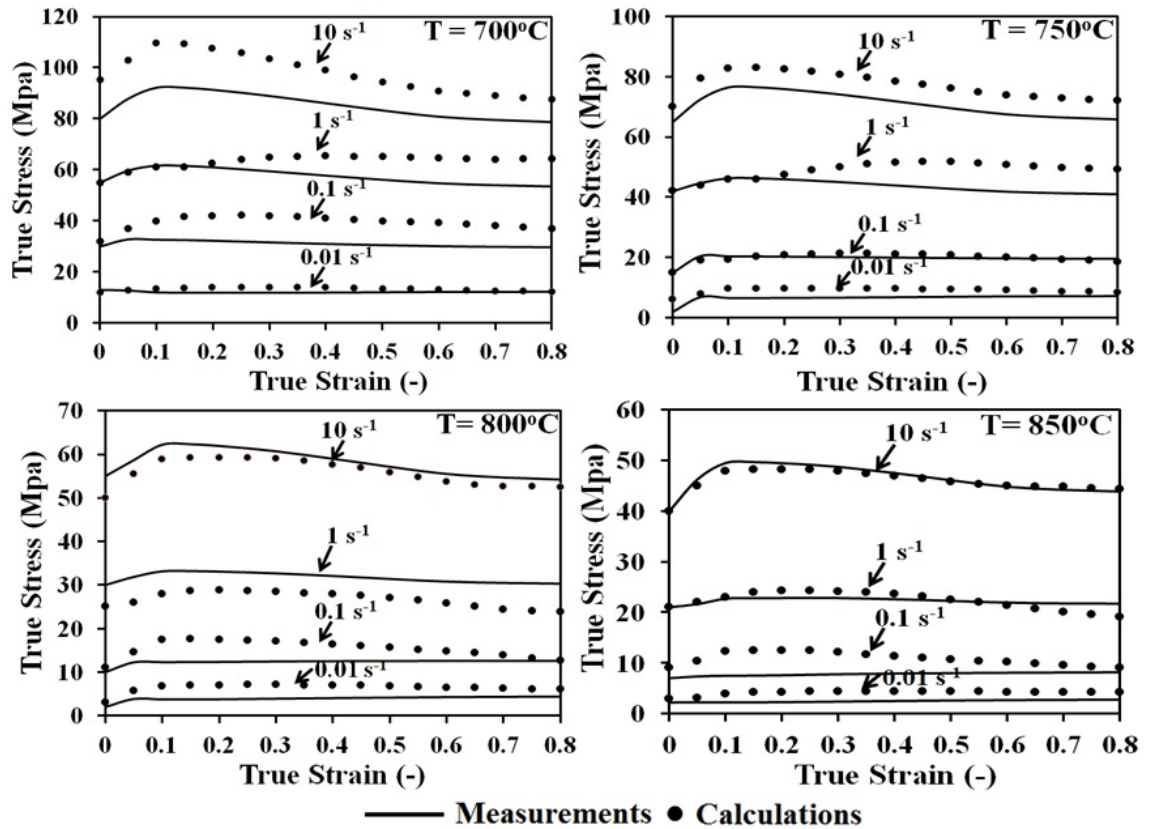 T = 700°C
True Stress (Mpa)
120
100
80
60
40
20
0
10 s⁻¹
1 s⁻¹
0.1 s⁻¹
0.01 s⁻¹
0 0.1 0.2 0.3 0.4 0.5 0.6 0.7 0.8
True Strain (-)
T = 750°C
True Stress (Mpa)
100
80
60
40
20
0
10 s⁻¹
1 s⁻¹
0.1 s⁻¹
0.01 s⁻¹
0 0.1 0.2 0.3 0.4 0.5 0.6 0.7 0.8
True Strain (-)
T= 800°C
True Stress (Mpa)
70
60
50
40
30
20
10
0
10 s⁻¹
1 s⁻¹
0.1 s⁻¹
0.01 s⁻¹
0 0.1 0.2 0.3 0.4 0.5 0.6 0.7 0.8
True Strain (-)
T= 850°C
True Stress (Mpa)
60
50
40
30
20
10
0
10 s⁻¹
1 s⁻¹
0.1 s⁻¹
0.01 s⁻¹
0 0.1 0.2 0.3 0.4 0.5 0.6 0.7 0.8
True Strain (-)
Measurements Calculations